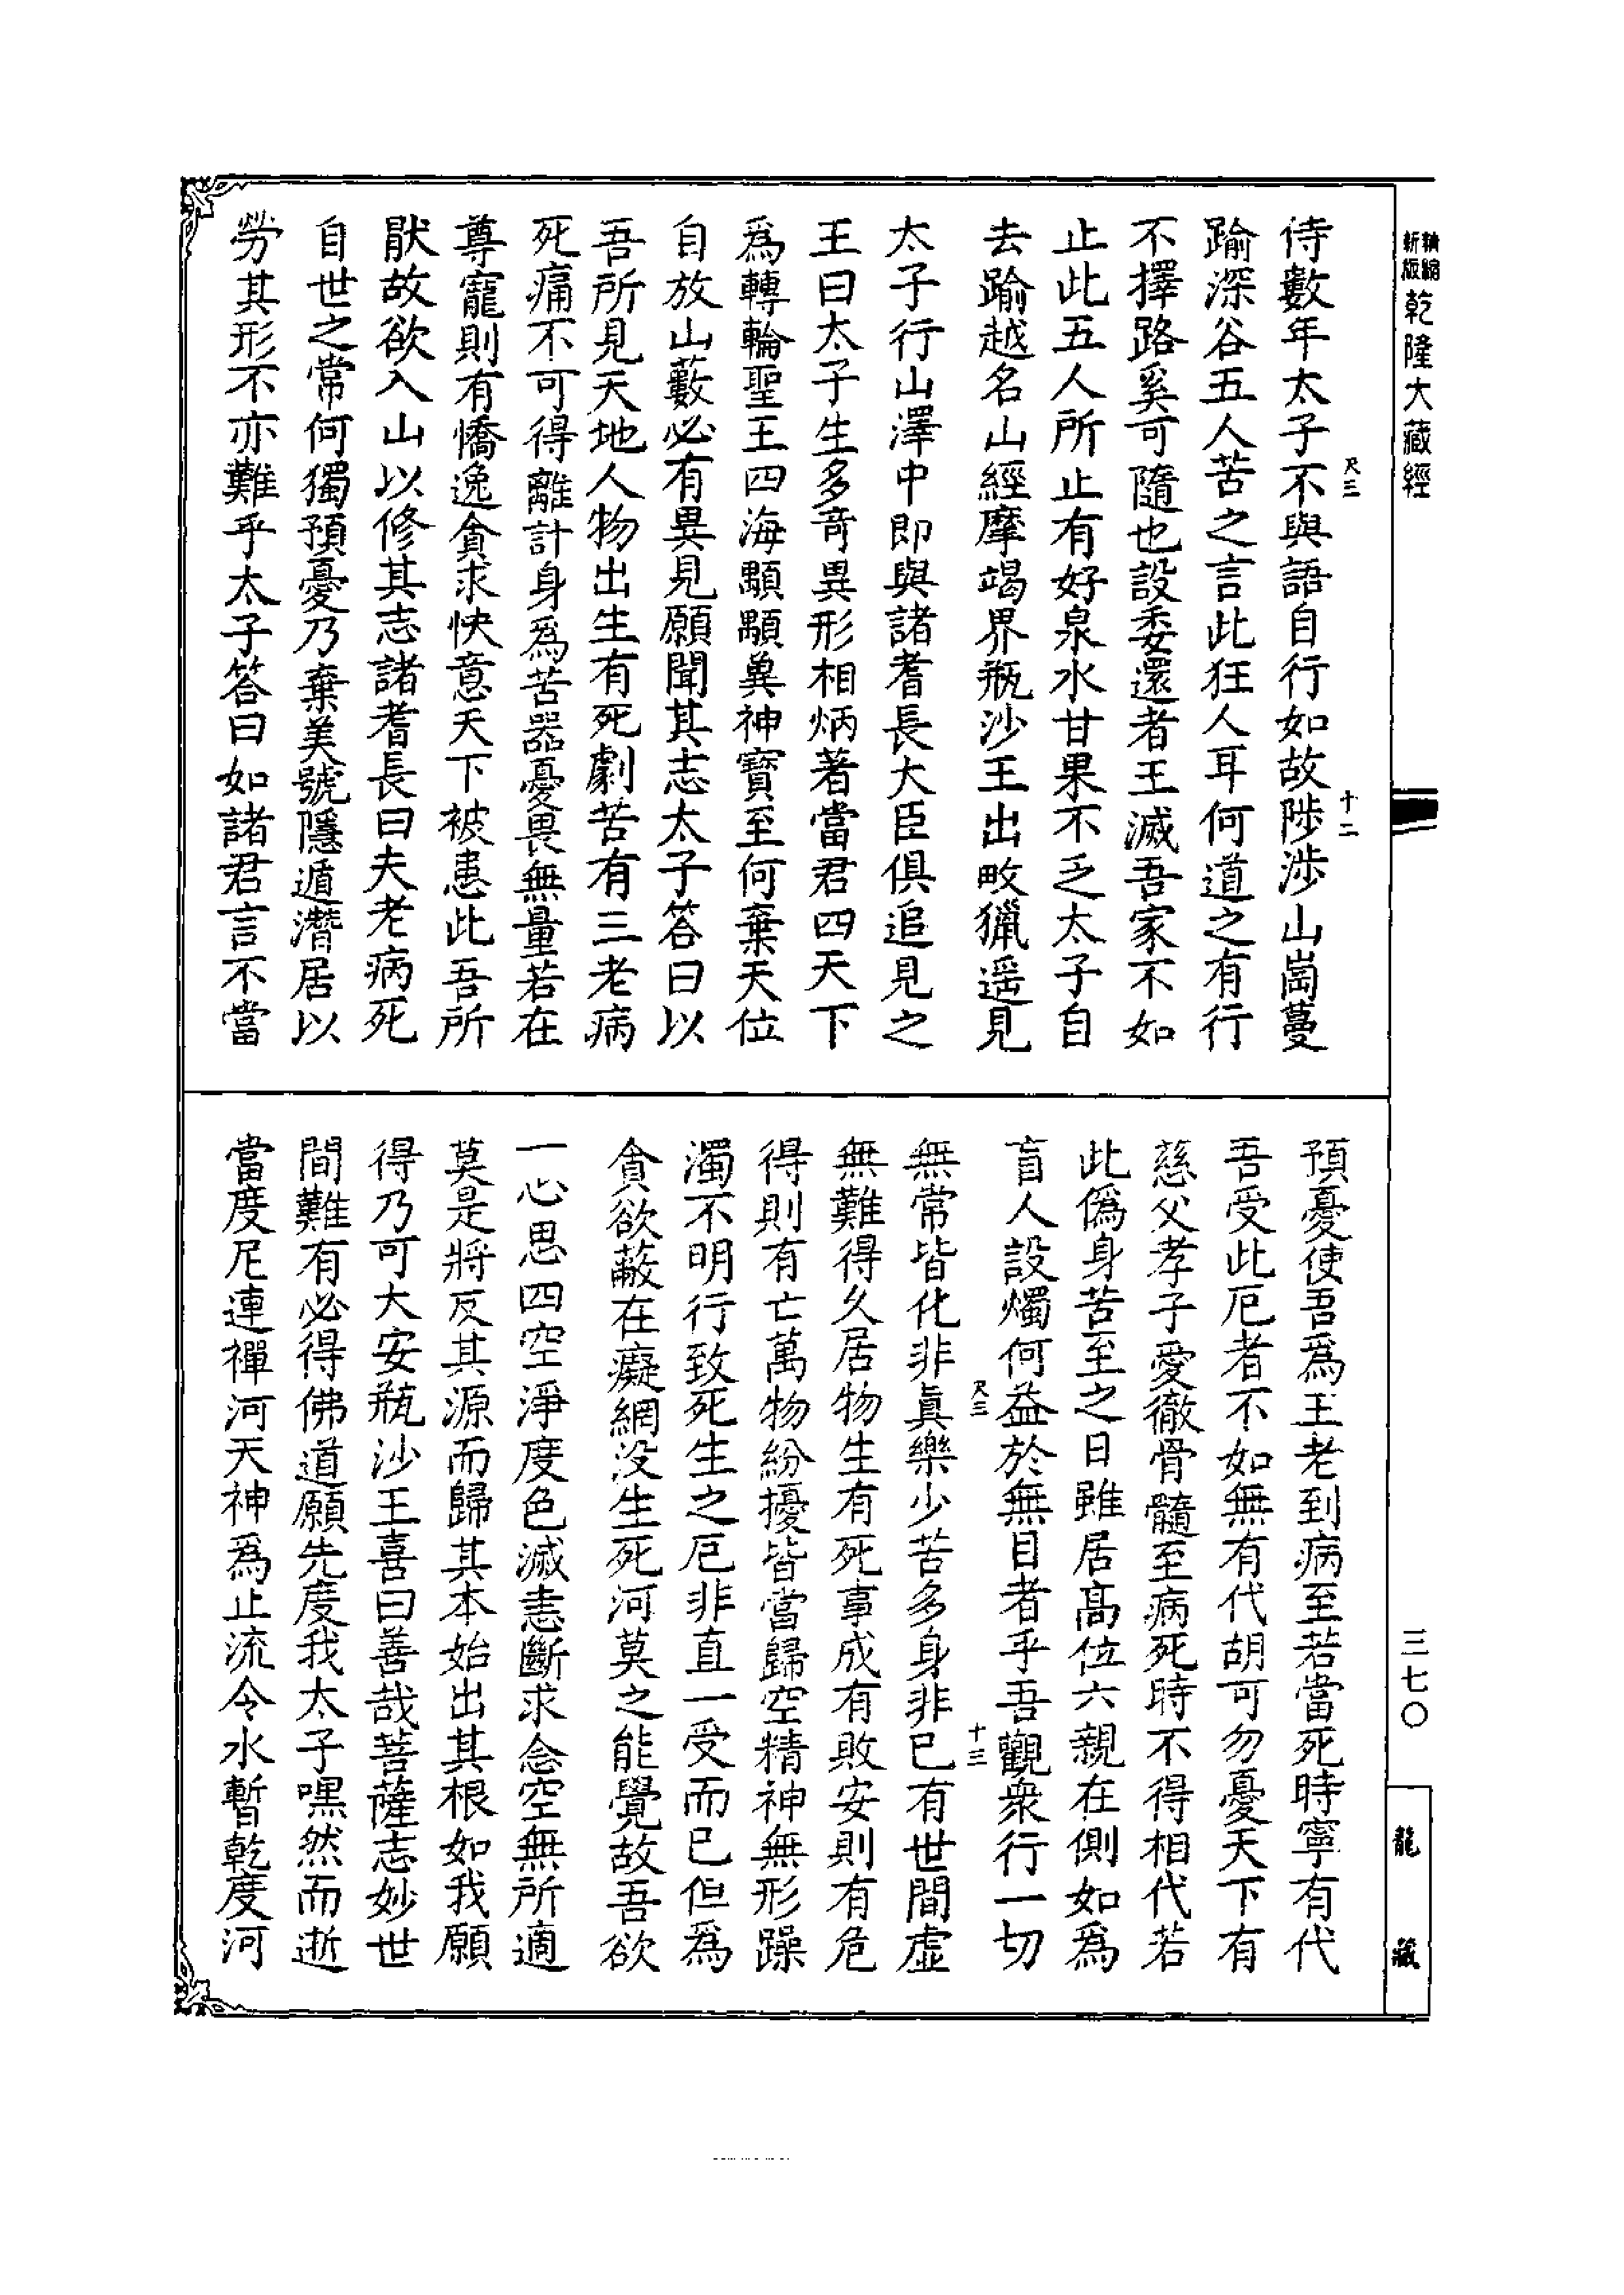 新版精縮乾隆大藏經
三七〇
龍藏
侍數年太子不與語自行如故陟涉山崗蔓
尺三
十二
踰深谷五人苦之言此狂人耳何道之有行
不擇路奚可隨也設委還者王滅吾家不如
止此五人所止有好泉水甘果不乏太子自
去踰越名山經摩竭界瓶沙王出畋獵遥見
太子行山澤中即與諸耆長大臣俱追見之
王曰太子生多奇異形相炳著當君四天下
爲轉輪聖王四海顒顒兾神寳至何棄天位
自放山藪必有異見願聞其志太子答曰以
吾所見天地人物出生有死劇苦有三老病
死痛不可得離計身爲苦器憂畏無量若在
尊寵則有憍逸貪求快意天下被患此吾所
猒故欲入山以修其志諸耆長曰夫老病死
自世之常何獨預憂乃棄美號隱遁潛居以
勞其形不亦難乎太子答曰如諸君言不當
預憂使吾爲王老到病至若當死時寧有代
吾受此厄者不如無有代胡可勿憂天下有
慈父孝子愛徹骨髓至病死時不得相代若
此僞身苦至之日雖居髙位六親在側如爲
盲人設燭何益於無目者乎吾觀衆行一切
尺三
十三
無常皆化非眞樂少苦多身非已有世間虚
無難得久居物生有死事成有敗安則有危
得則有亡萬物紛擾皆當歸空精神無形躁
濁不明行致死生之厄非直一受而已但爲
貪欲蔽在癡網没生死河莫之能覺故吾欲
一心思四空淨度色滅恚斷求念空無所適
莫是將反其源而歸其本始出其根如我願
得乃可大安瓶沙王喜曰善哉菩薩志妙世
間難有必得佛道願先度我太子嘿然而逝
當度尼連禪河天神爲止流令水暫乾度河